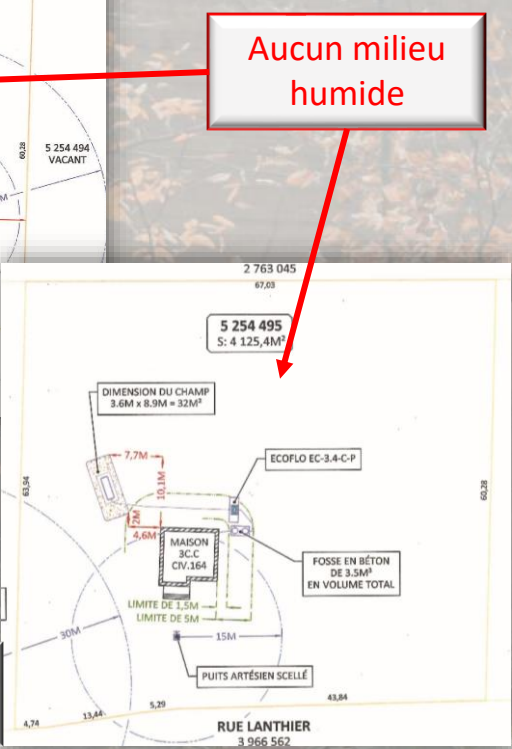 Aucun milieu
humide
60,28
5 254 494
VACANT
M
2 763 045
67,03
5 254 495
S: 4 125,4M²
DIMENSION DU CHAMP
3.6M x 8.9M = 32M²
7,7M
10,1M
ECOFLO EC-3.4-C-P
63,94
60,28
2M
4,6M
MAISON
3C.C
CIV.164
FOSSE EN BÉTON
DE 3.5M³
EN VOLUME TOTAL
LIMITE DE 1,5M
LIMITE DE 5M
30M
15M
PUITS ARTÉSIEN SCELLÉ
4,74
13,44
5,29
43,84
RUE LANTHIER
3 966 562